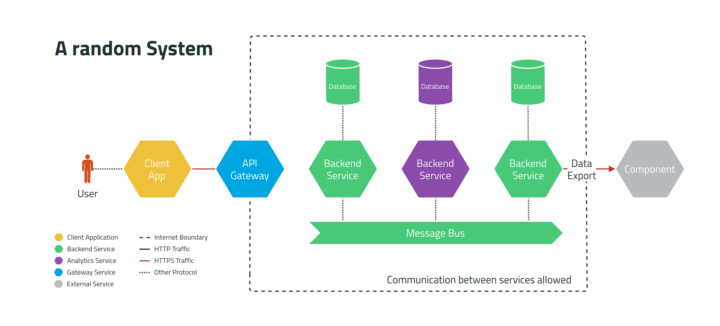 A random System
Database
Database
Database
Client
App
API
Gateway
Backend
Service
Backend
Service
Backend
Service
Data
Export
Component
User
Message Bus
Client Application
Backend Service
Analytics Service
Gateway Service
External Service
Internet Boundary
HTTP Traffic
HTTPS Traffic
Other Protocol
Communication between services allowed